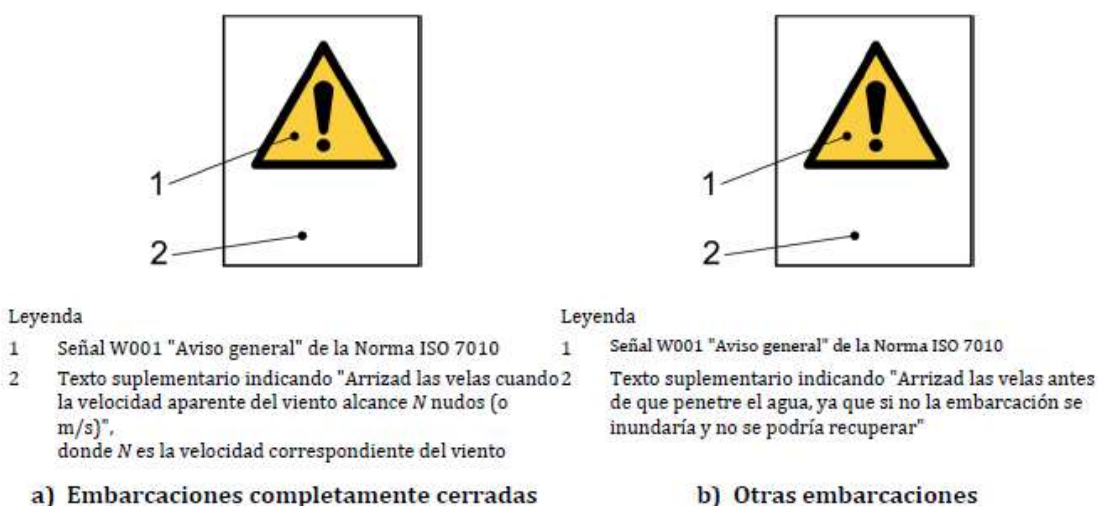 1
2
1
2
Leyenda
1 Señal W001 "Aviso general" de la Norma ISO 7010
2 Texto suplementario indicando "Arrizad las velas cuando
la velocidad aparente del viento alcance N nudos (o
m/s)",
donde N es la velocidad correspondiente del viento
a) Embarcaciones completamente cerradas
Leyenda
1 Señal W001 "Aviso general" de la Norma ISO 7010
2 Texto suplementario indicando "Arrizad las velas antes
de que penetre el agua, ya que si no la embarcación se
inundaría y no se podría recuperar"
b) Otras embarcaciones